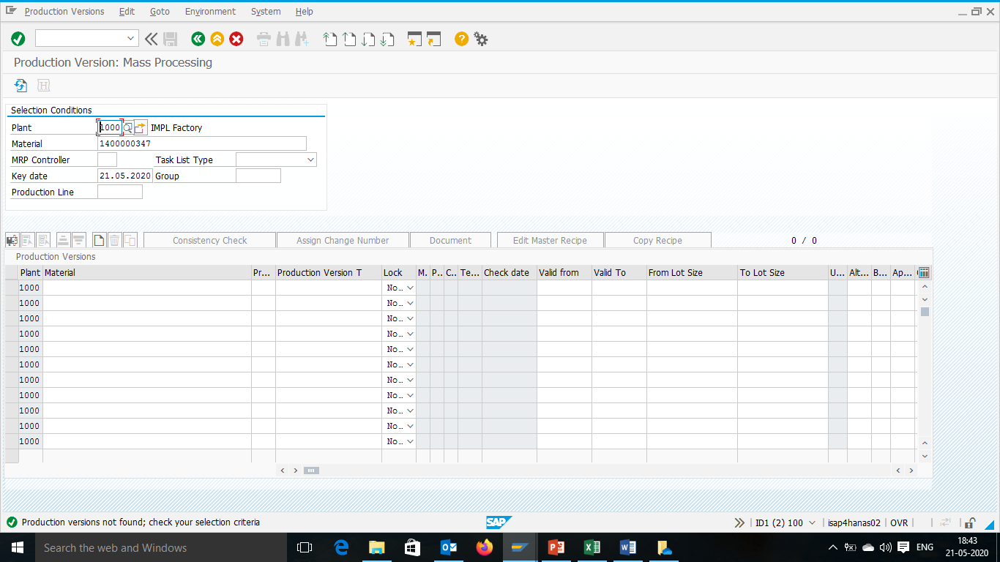 Production Versions Edit Goto Environment System Help
Production Version: Mass Processing
Selection Conditions
Plant 1000 IMPL Factory
Material 1400000347
MRP Controller Task List Type
Key date 21.05.2020 Group
Production Line
Consistency Check Assign Change Number Document Edit Master Recipe Copy Recipe 0 / 0
Production Versions
Plant Material Pr... Production Version T Lock M. P.. C.. Te... Check date Valid from Valid To From Lot Size To Lot Size U... Alt... B... Ap...
1000 No...
1000 No...
1000 No...
1000 No...
1000 No...
1000 No...
1000 No...
1000 No...
1000 No...
1000 No...
1000 No...
Production versions not found; check your selection criteria SAP ID1 (2) 100 isap4hanas02 OVR
Search the web and Windows ENG 18:43
21-05-2020